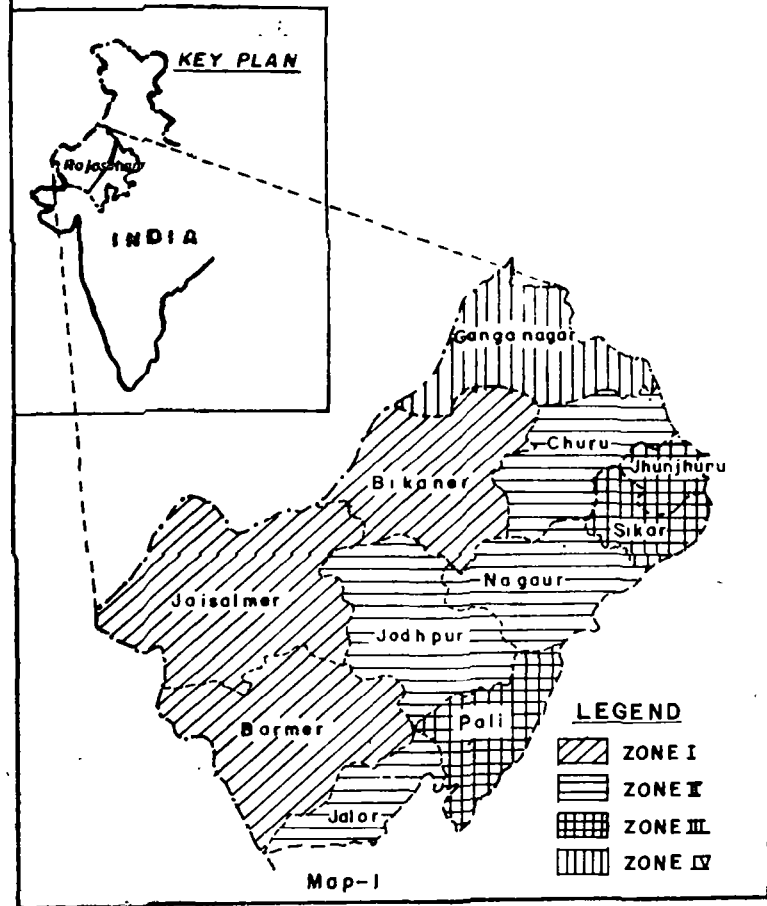 KEY PLAN
Rajasthan
INDIA
Ganganagar
Churu
Jhunjhuru
Bikaner
Sikar
Nagaur
Jaisalmer
Jodhpur
Barmer
Pali
Jalor
LEGEND
ZONE I
ZONE II
ZONE III
ZONE IV
Map-1